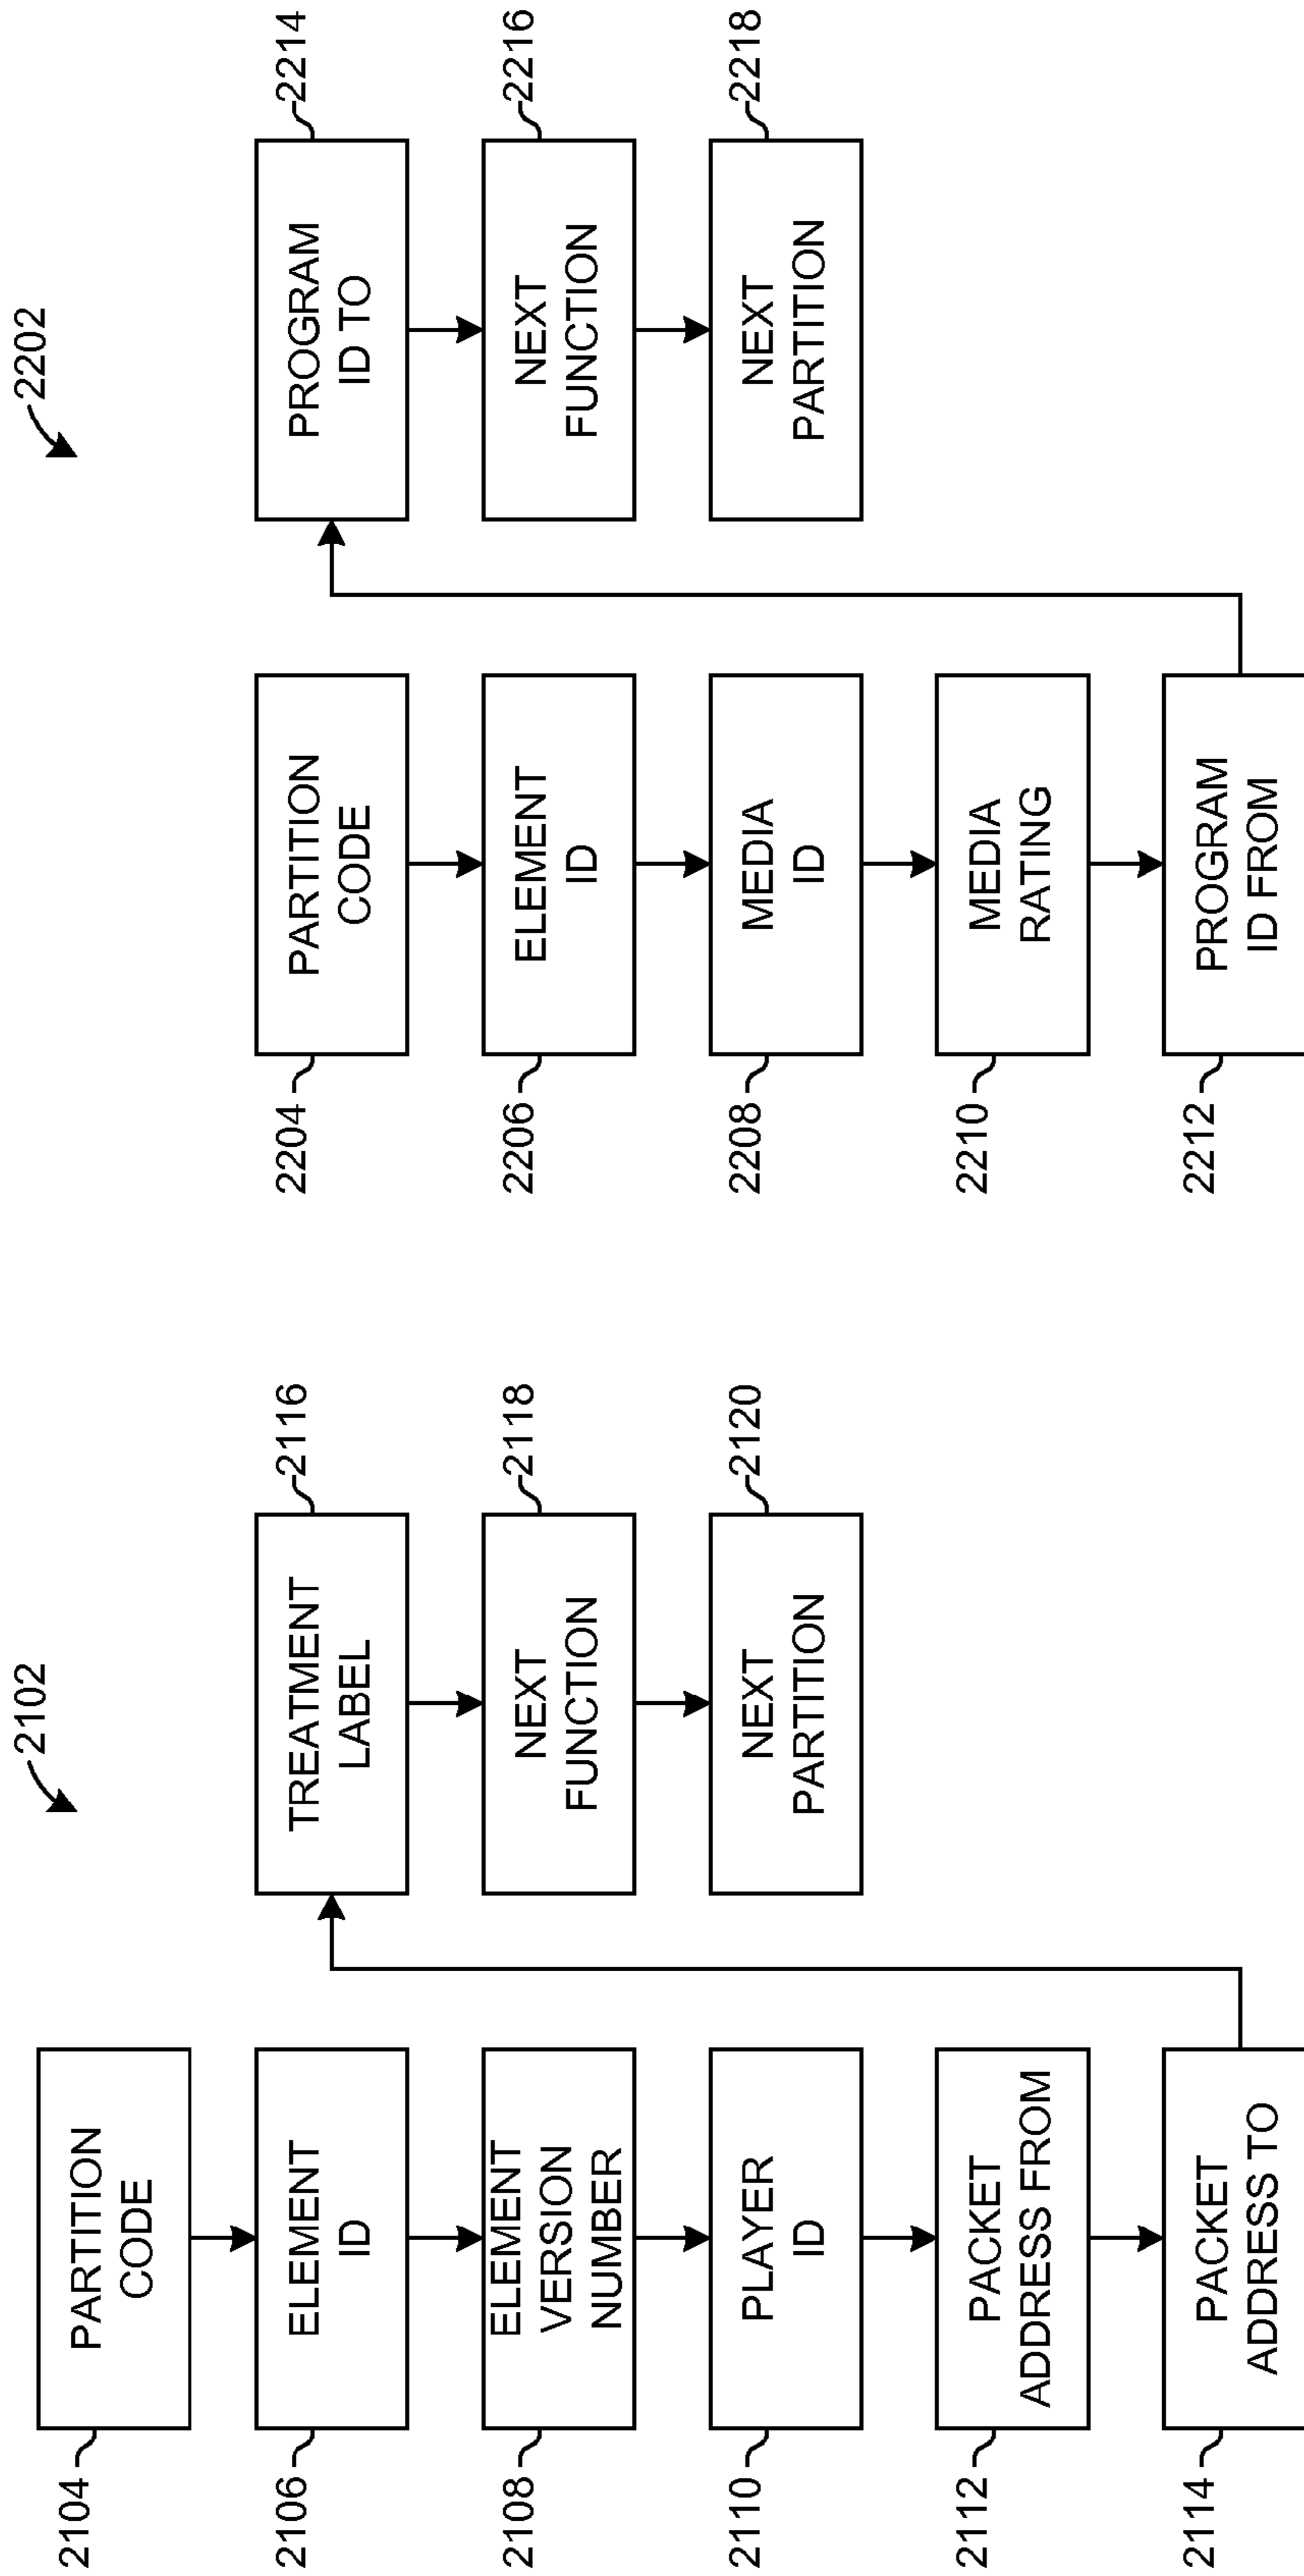 2102
2104
PARTITION
CODE
2106
ELEMENT
ID
2108
ELEMENT
VERSION
NUMBER
2110
PLAYER
ID
2112
PACKET
ADDRESS FROM
2114
PACKET
ADDRESS TO
2116
TREATMENT
LABEL
2118
NEXT
FUNCTION
2120
NEXT
PARTITION
2202
2204
PARTITION
CODE
2206
ELEMENT
ID
2208
MEDIA
ID
2210
MEDIA
RATING
2212
PROGRAM
ID FROM
2214
PROGRAM
ID TO
2216
NEXT
FUNCTION
2218
NEXT
PARTITION